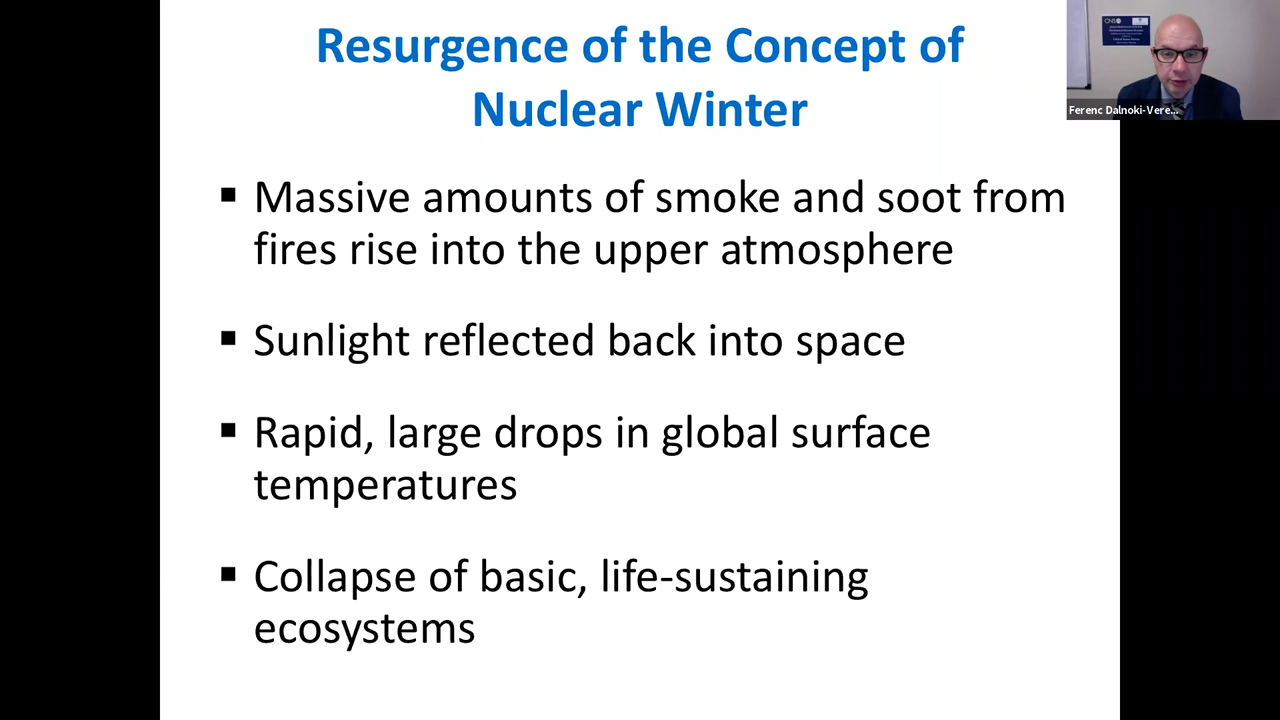 Resurgence of the Concept of
Nuclear Winter
▪ Massive amounts of smoke and soot from
fires rise into the upper atmosphere
▪ Sunlight reflected back into space
▪ Rapid, large drops in global surface
temperatures
▪ Collapse of basic, life-sustaining
ecosystems
CNS
Ferenc Dalnoki-Vere...